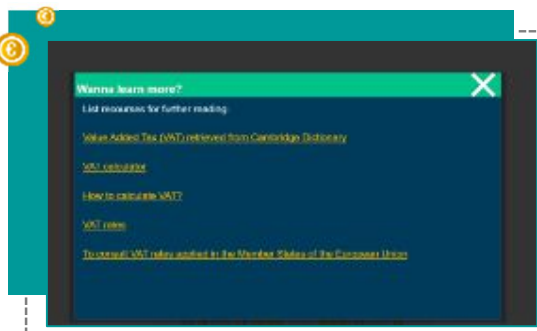 Wanna learn more?
List resourses for further reading:
Value Added Tax (VAT) retrieved from Cambridge Dictionary
VAT calculator
How to calculate VAT?
VAT rates
To consult VAT rates applied in the Member States of the European Union